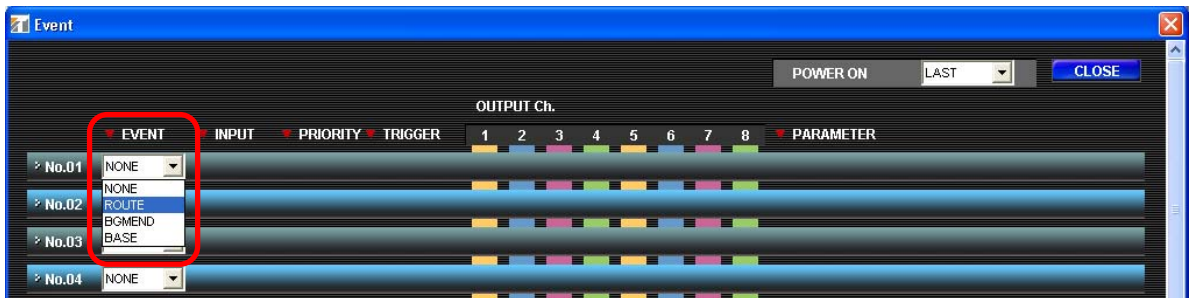 Event
POWER ON LAST CLOSE
OUTPUT Ch.
EVENT INPUT PRIORITY TRIGGER 1 2 3 4 5 6 7 8 PARAMETER
No.01 NONE
NONE
No.02 ROUTE
BGMEND
No.03 BASE
No.04 NONE